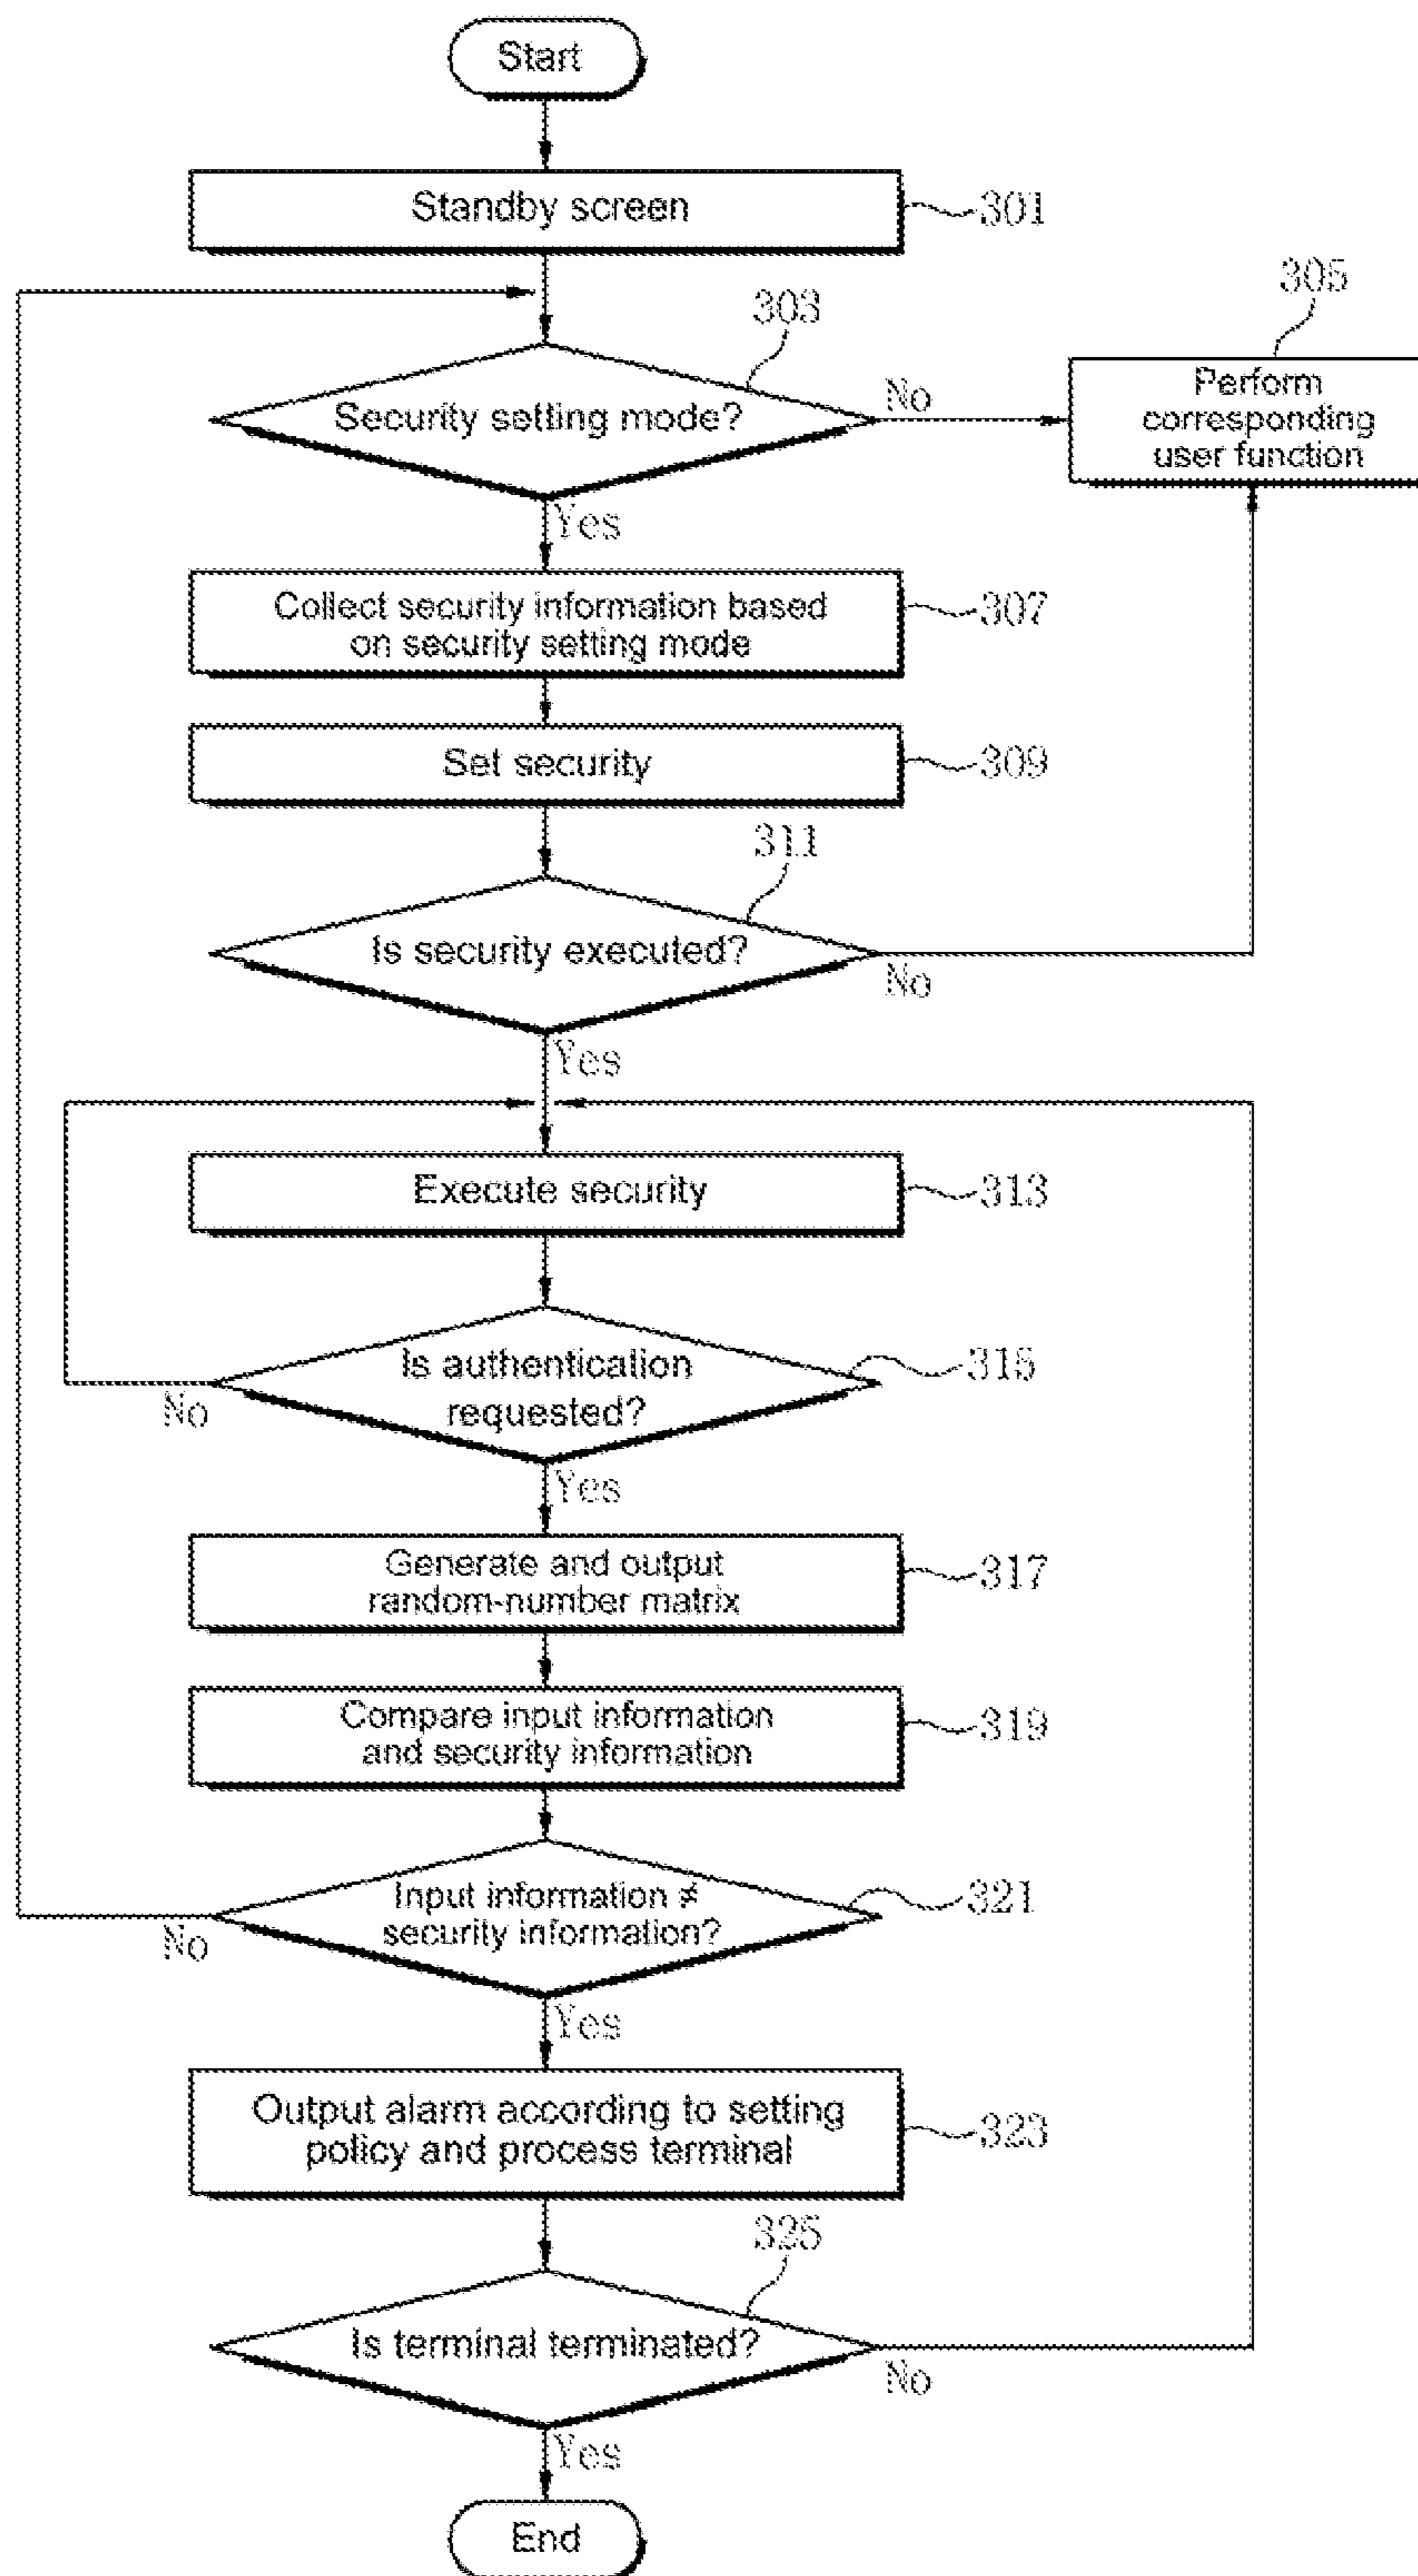 Start
Standby screen
301
303
305
Security setting mode?
No
Perform
corresponding
user function
Yes
Collect security information based
on security setting mode
307
Set security
309
311
Is security executed?
No
Yes
Execute security
313
Is authentication
requested?
315
No
Yes
Generate and output
random-number matrix
317
Compare input information
and security information
319
Input information ≠
security information?
321
No
Yes
Output alarm according to setting
policy and process terminal
323
325
Is terminal terminated?
No
Yes
End